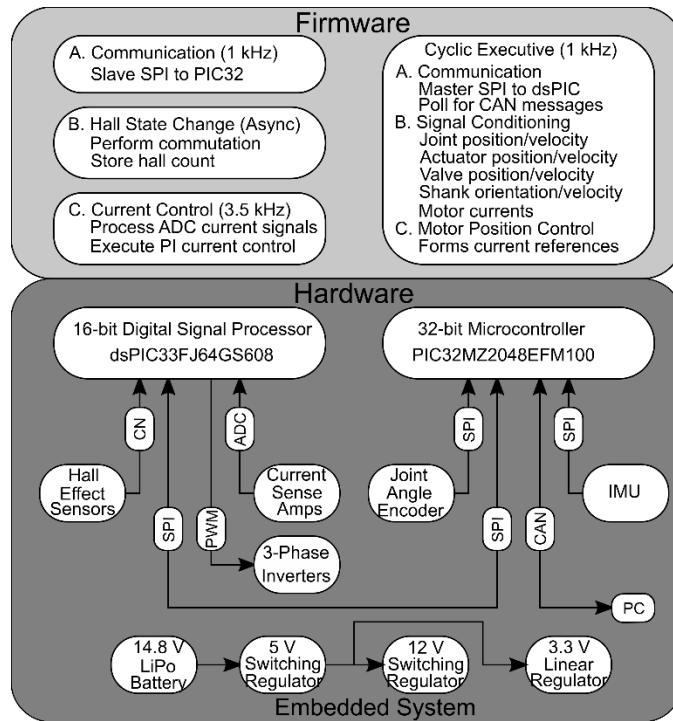 Firmware
A. Communication (1 kHz)
Slave SPI to PIC32
B. Hall State Change (Async)
Perform commutation
Store hall count
C. Current Control (3.5 kHz)
Process ADC current signals
Execute PI current control
Cyclic Executive (1 kHz)
A. Communication
Master SPI to dsPIC
Poll for CAN messages
B. Signal Conditioning
Joint position/velocity
Actuator position/velocity
Valve position/velocity
Shank orientation/velocity
Motor currents
C. Motor Position Control
Forms current references
Hardware
16-bit Digital Signal Processor
dsPIC33FJ64GS608
32-bit Microcontroller
PIC32MZ2048EFM100
CN
ADC
SPI
SPI
Hall
Effect
Sensors
Current
Sense
Amps
Joint
Angle
Encoder
IMU
SPI
PWM
SPI
CAN
3-Phase
Inverters
PC
14.8 V
LiPo
Battery
5 V
Switching
Regulator
12 V
Switching
Regulator
3.3 V
Linear
Regulator
Embedded System